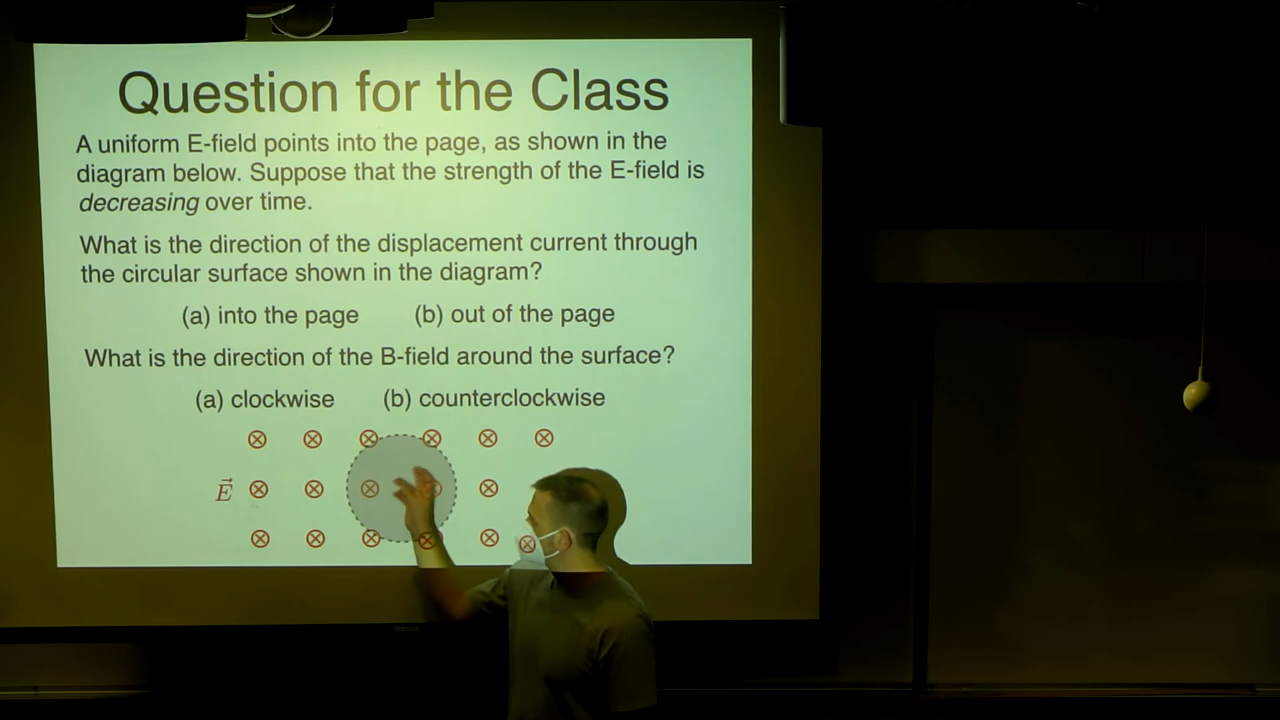 Question for the Class
A uniform E-field points into the page, as shown in the
diagram below. Suppose that the strength of the E-field is
decreasing over time.
What is the direction of the displacement current through
the circular surface shown in the diagram?
(a) into the page (b) out of the page
What is the direction of the B-field around the surface?
(a) clockwise (b) counterclockwise
E⃗